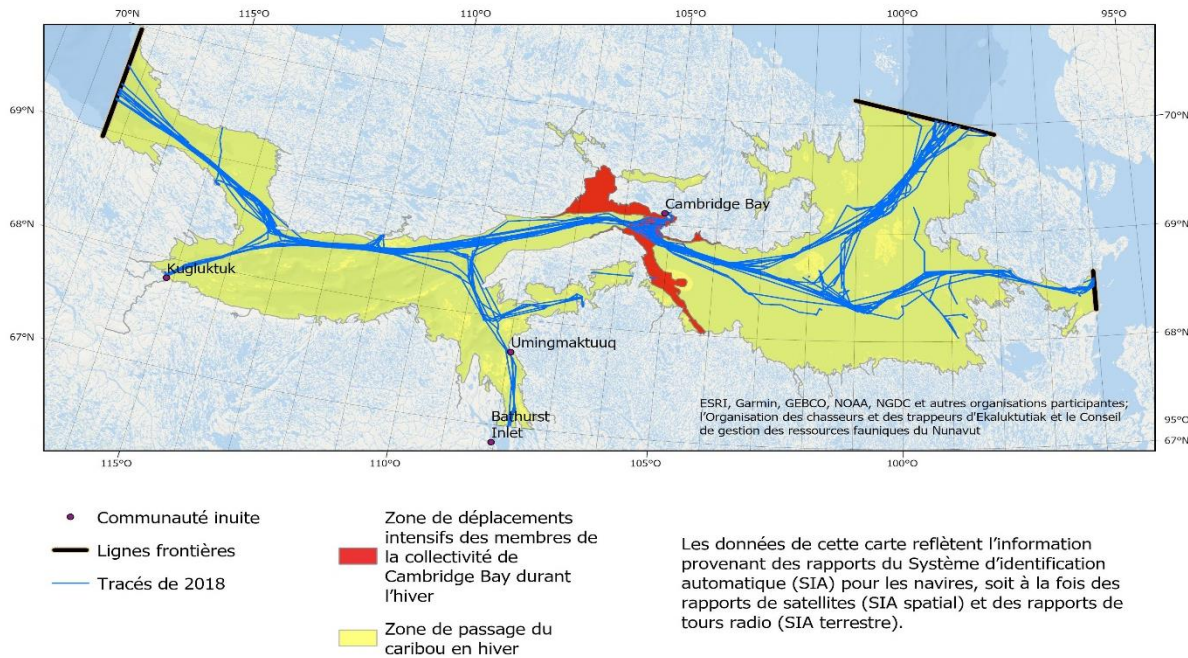 70°O 115°O 110°O 105°O 100°O 95°O
69°N
70°N
68°N
69°N
67°N
68°N
95°O
67°N
Cambridge Bay
Kugluktuk
Umingmaktuuq
Bathurst
Inlet
ESRI, Garmin, GEBCO, NOAA, NGDC et autres organisations participantes;
l'Organisation des chasseurs et des trappeurs d'Ekaluktutiak et le Conseil
de gestion des ressources fauniques du Nunavut
115°O 110°O 105°O 100°O
Communauté inuite
Lignes frontières
Tracés de 2018
Zone de déplacements
intensifs des membres de
la collectivité de
Cambridge Bay durant
l'hiver
Zone de passage du
caribou en hiver
Les données de cette carte reflètent l'information
provenant des rapports du Système d'identification
automatique (SIA) pour les navires, soit à la fois des
rapports de satellites (SIA spatial) et des rapports de
tours radio (SIA terrestre).